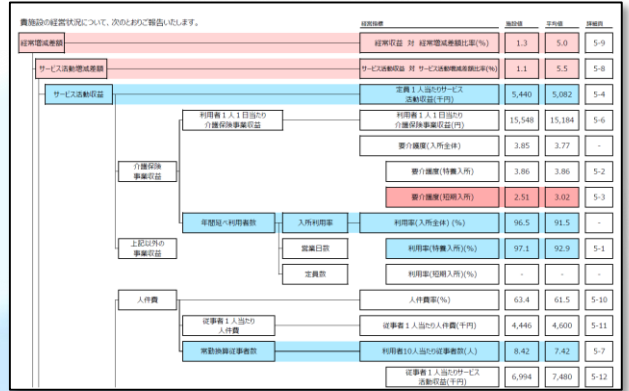 貴施設の経営状況について、次のとおりご報告いたします。
経営指標 施設値 平均値 詳細頁
経常増減差額 経常収益 対 経常増減差額比率(%) 1.3 5.0 5-9
サービス活動増減差額 サービス活動収益 対 サービス活動増減差額比率(%) 1.1 5.5 5-8
サービス活動収益 定員1人当たりサービス
活動収益(千円) 5,440 5,082 5-4
利用者1人1日当たり
介護保険事業収益 利用者1人1日当たり
介護保険事業収益(円) 15,548 15,184 5-6
要介護度(入所全体) 3.85 3.77 -
介護保険
事業収益 要介護度(特養入所) 3.86 3.86 5-2
要介護度(短期入所) 2.51 3.02 5-3
年間延べ利用者数 入所利用率 利用率(入所全体) (%) 96.5 91.5 -
上記以外の
事業収益 営業日数 利用率(特養入所)(%) 97.1 92.9 5-1
定員数 利用率(短期入所)(%) - - -
人件費 人件費率(%) 63.4 61.5 5-10
従事者1人当たり
人件費 従事者1人当たり人件費(千円) 4,446 4,600 5-11
常勤換算従事者数 利用者10人当たり従事者数(人) 8.42 7.42 5-7
従事者1人当たりサービス
活動収益(千円) 6,994 7,480 5-12